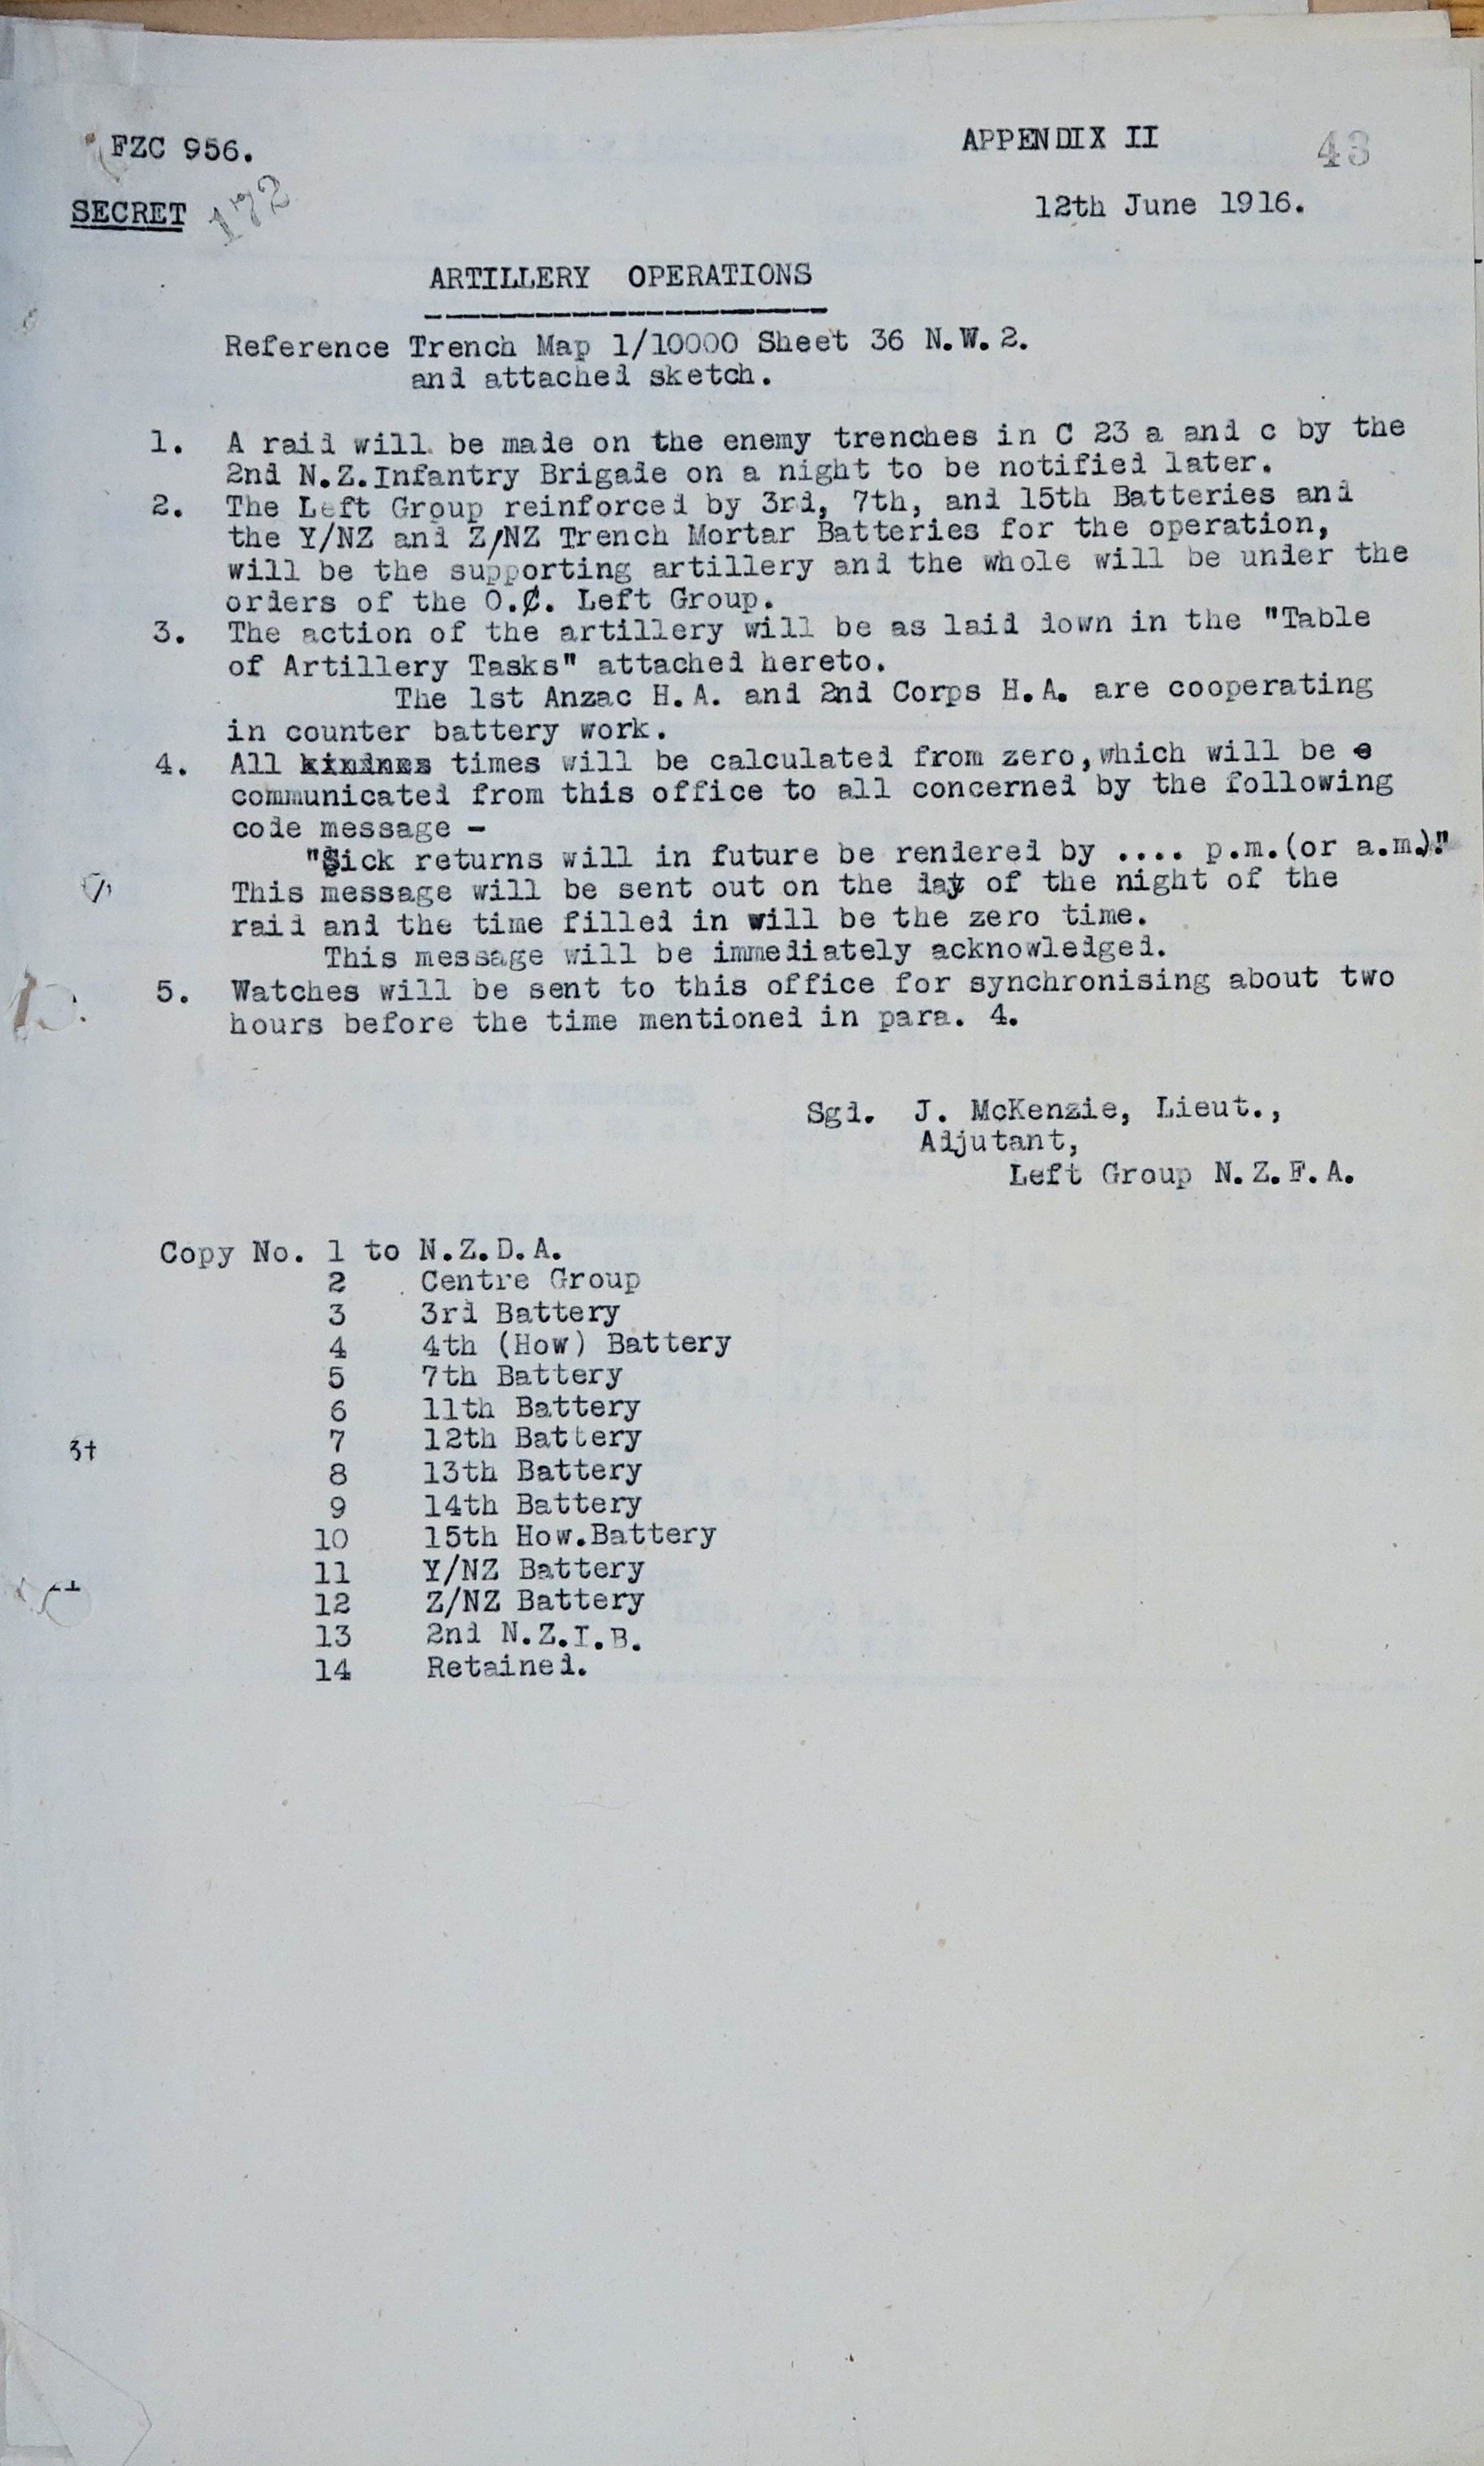 FZC 956.
APPENDIX II
43
SECRET
172
12th June 1916.
ARTILLERY OPERATIONS
Reference Trench Map 1/10000 Sheet 36 N.W.2.
and attached sketch.
1. A raid will be made on the enemy trenches in C 23 a and c by the
2nd N.Z.Infantry Brigade on a night to be notified later.
2. The Left Group reinforced by 3rd, 7th, and 15th Batteries and
the Y/NZ and Z/NZ Trench Mortar Batteries for the operation,
will be the supporting artillery and the whole will be under the
orders of the O.C. Left Group.
3. The action of the artillery will be as laid down in the "Table
of Artillery Tasks" attached hereto.
The 1st Anzac H.A. and 2nd Corps H.A. are cooperating
in counter battery work.
4. All times will be calculated from zero,which will be
communicated from this office to all concerned by the following
code message -
"Sick returns will in future be rendered by .... p.m.(or a.m.)."
This message will be sent out on the day of the night of the
raid and the time filled in will be the zero time.
This message will be immediately acknowledged.
5. Watches will be sent to this office for synchronising about two
hours before the time mentioned in para. 4.
Sgd. J. McKenzie, Lieut.,
Adjutant,
Left Group N.Z.F.A.
Copy No. 1 to N.Z.D.A.
2 Centre Group
3 3rd Battery
4 4th (How) Battery
5 7th Battery
6 11th Battery
7 12th Battery
8 13th Battery
9 14th Battery
10 15th How.Battery
11 Y/NZ Battery
12 Z/NZ Battery
13 2nd N.Z.I.B.
14 Retained.